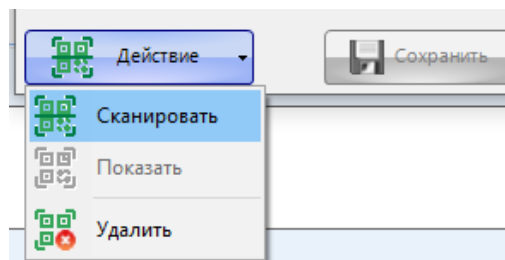 Действие
Сохранить
Сканировать
Показать
Удалить